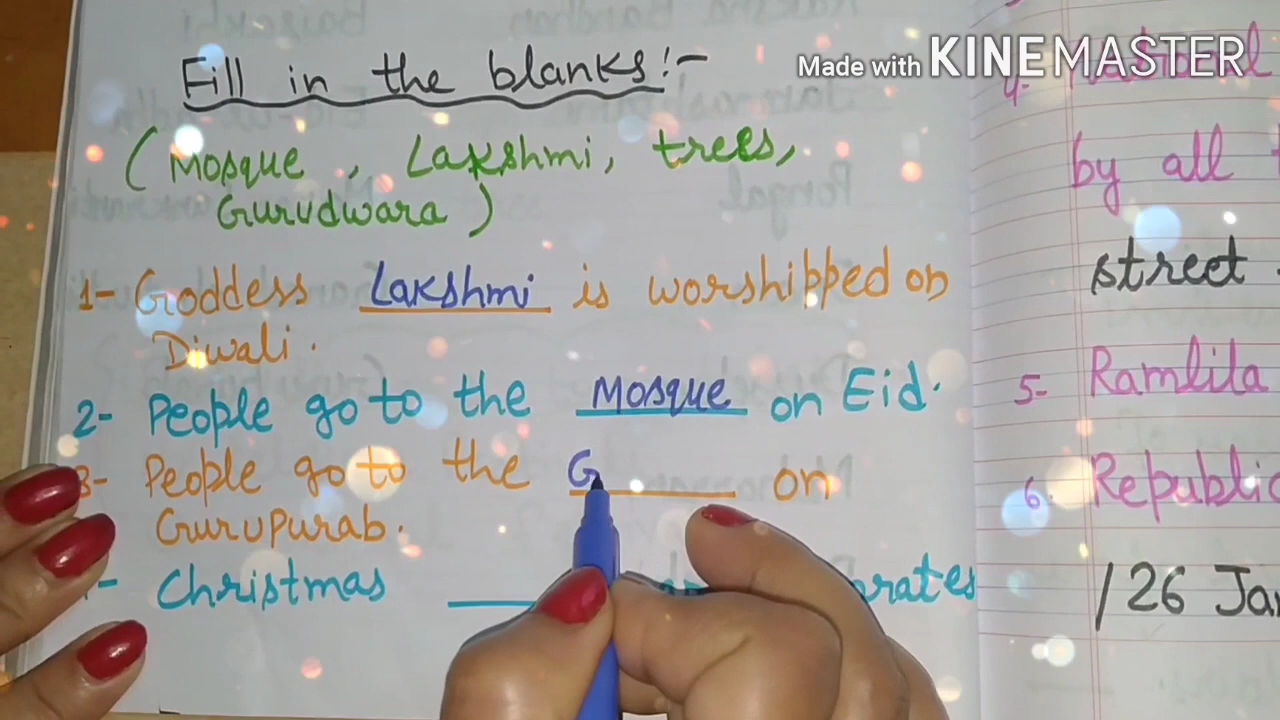 Made with KINEMASTER
Fill in the blanks:-
(Mosque, Lakshmi, trees,
Gurudwara)
1- Goddess Lakshmi is worshipped on
Diwali.
2- People go to the Mosque on Eid.
3- People go to the G on
Gurupurab.
Christmas
4-
by all
street
5- Ramlila
6. Republic
/26 Jan